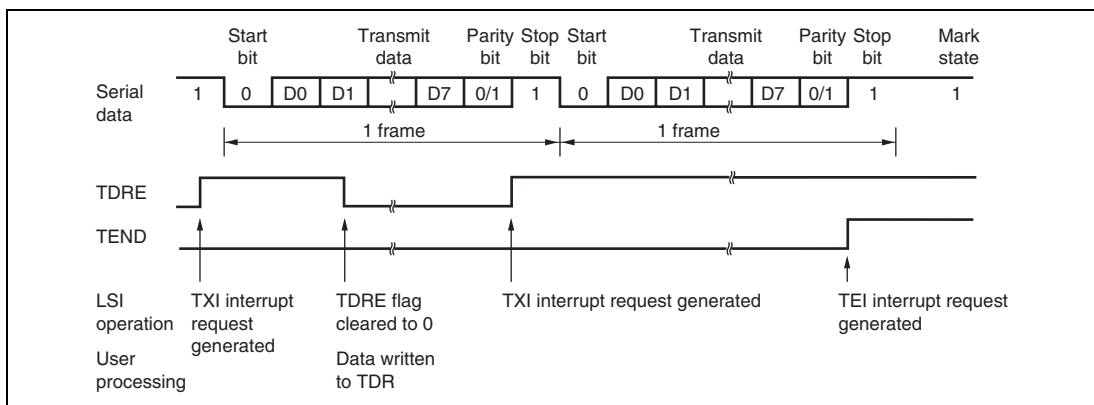 Start bit Transmit data Parity bit Stop bit Start bit Transmit data Parity bit Stop bit Mark state
Serial data 1 0 D0 D1 D7 0/1 1 0 D0 D1 D7 0/1 1 1
1 frame 1 frame
TDRE
TEND
LSI operation TXI interrupt request generated TDRE flag cleared to 0 TXI interrupt request generated TEI interrupt request generated
User processing Data written to TDR